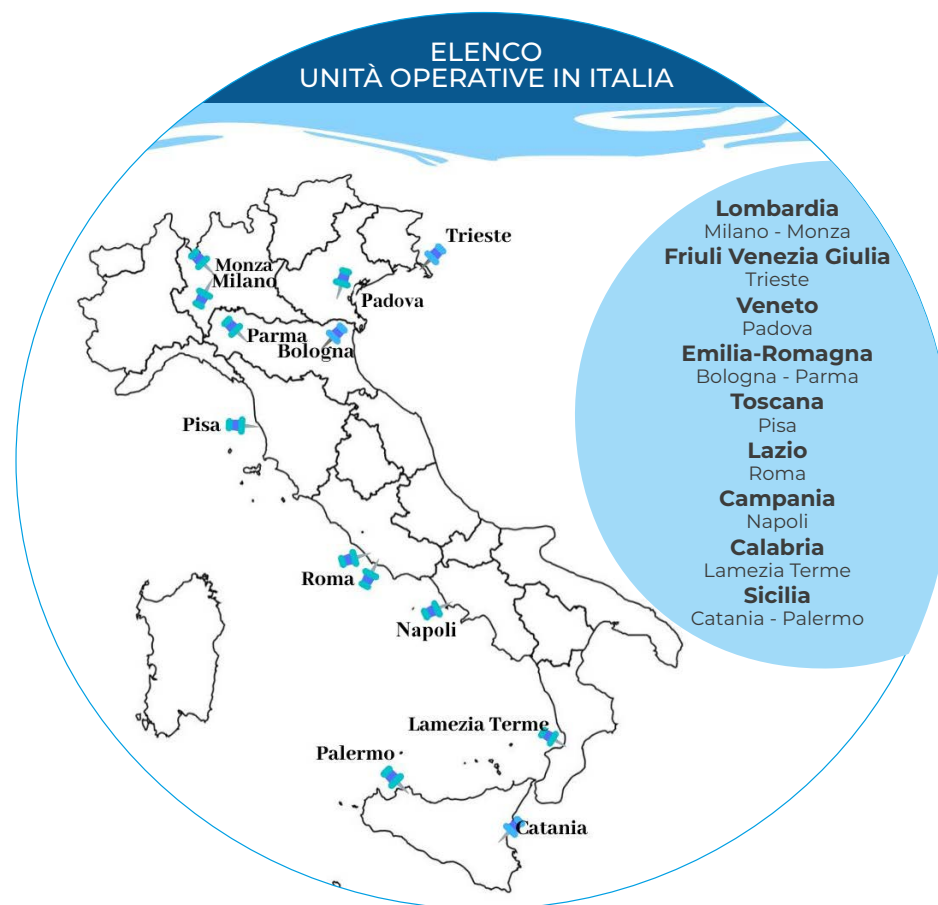 ELENCO
UNITÀ OPERATIVE IN ITALIA
Trieste
Monza
Milano
Padova
Parma
Bologna
Pisa
Roma
Napoli
Lamezia Terme
Palermo
Catania
Lombardia
Milano - Monza
Friuli Venezia Giulia
Trieste
Veneto
Padova
Emilia-Romagna
Bologna - Parma
Toscana
Pisa
Lazio
Roma
Campania
Napoli
Calabria
Lamezia Terme
Sicilia
Catania - Palermo